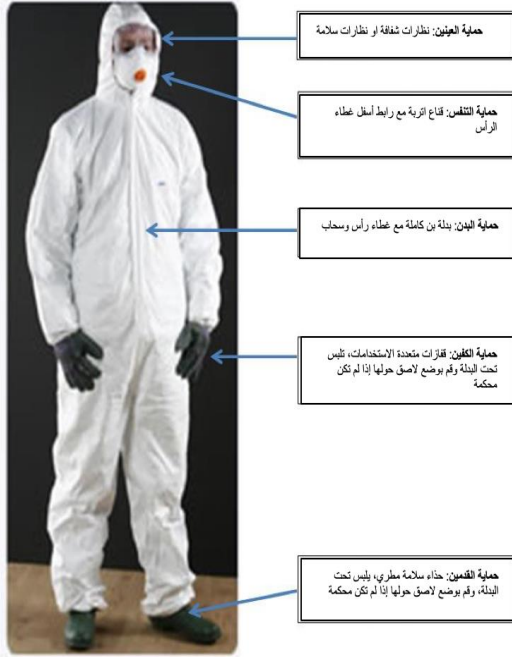 حماية العينين: نظارات شفافة او نظارات سلامة
حماية التنفس: قناع اتربة مع رابط أسفل غطاء
الرأس
حماية البدن: بدلة بن كاملة مع غطاء رأس وسحاب
حماية الكفين: قفازات متعددة الاستخدامات، تلبس
تحت البدلة وقم بوضع لاصق حولها إذا لم تكن
محكمة
حماية القدمين: حذاء سلامة مطري، يلبس تحت
البدلة، وقم بوضع لاصق حولها إذا لم تكن محكمة